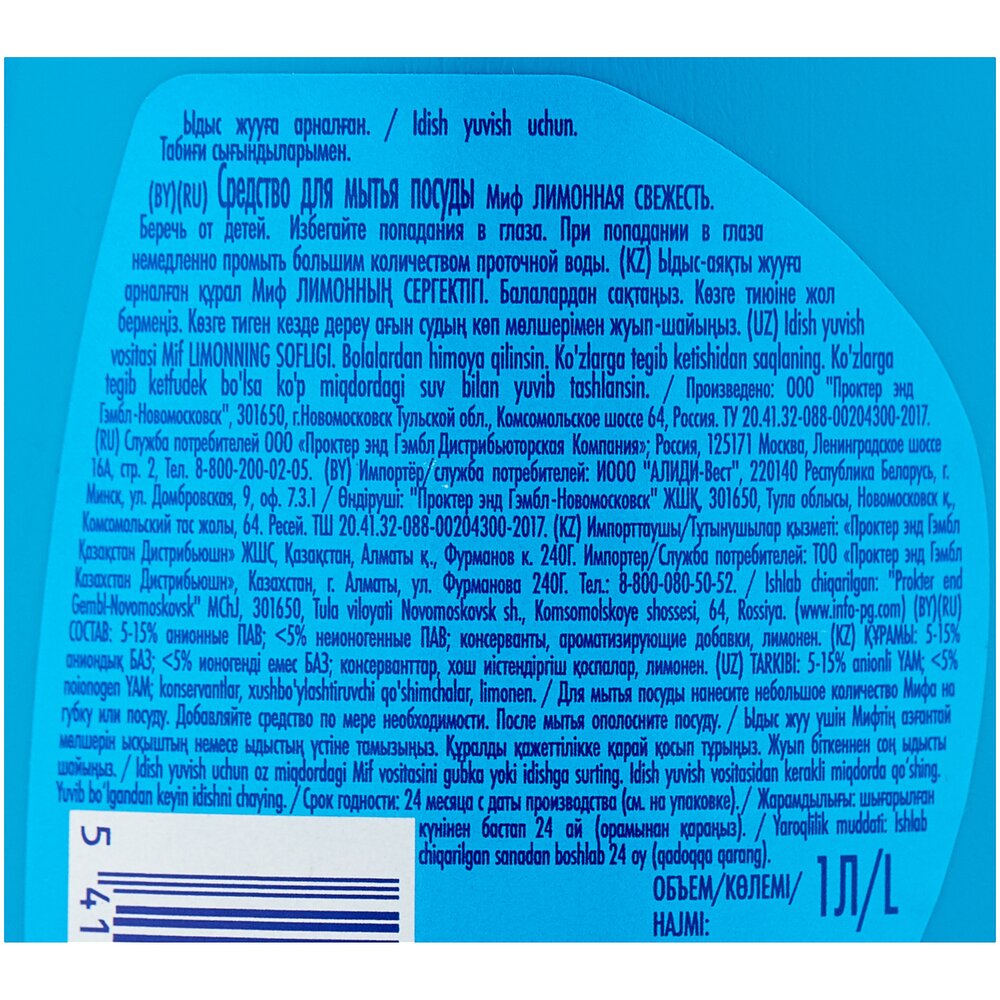 Ыдыс жууға арналған. / Idish yuvish uchun.
Табиғи сығындыларымен.
(BY)(RU) Средство для мытья посуды Миф ЛИМОННАЯ СВЕЖЕСТЬ.
Беречь от детей. Избегайте попадания в глаза. При попадании в глаза
немедленно промыть большим количеством проточной воды. (KZ) Ыдыс-аяқты жууға
арналған құрал Миф ЛИМОННЫҢ СЕРГЕКТІГІ. Балалардан сақтаңыз. Көзге тиюіне жол
бермеңіз. Көзге тиген кезде дереу ағын судың көп мөлшерімен жуып-шайыңыз. (UZ) Idish yuvish
vositasi Mif LIMONNING SOFLIGI. Bolalardan himoya qilinsin. Ko'zlarga tegib ketishidan saqlaning. Ko'zlarga
tegib ketfudek bo'lsa ko'p miqdordagi suv bilan yuvib tashlansin. / Произведено: ООО "Проктер энд
Гэмбл-Новомосковск", 301650, г.Новомосковск Тульской обл., Комсомольское шоссе 64, Россия. ТУ 20.41.32-088-00204300-2017.
(RU) Служба потребителей ООО «Проктер энд Гэмбл Дистрибьюторская Компания»; Россия, 125171 Москва, Ленинградское шоссе
16А, стр. 2, Тел. 8-800-200-02-05. (BY) Импортёр/служба потребителей: ИООО "АЛИДИ-Вест", 220140 Республика Беларусь, г.
Минск, ул. Домбровская, 9, оф. 7.3.1 / Өндіруші: "Проктер энд Гэмбл-Новомосковск" ЖШҚ, 301650, Тула облысы, Новомосковск қ.,
Комсомольский тас жолы, 64. Ресей. ТШ 20.41.32-088-00204300-2017. (KZ) Импорттаушы/Тұтынушылар қызметі: «Проктер энд Гэмбл
Қазақстан Дистрибьюшн» ЖШС, Қазақстан, Алматы қ., Фурманов к. 240Г. Импортер/Служба потребителей: ТОО «Проктер энд Гэмбл
Казахстан Дистрибьюшн», Казахстан, г. Алматы, ул. Фурманова 240Г. Тел.: 8-800-080-50-52. / Ishlab chiqarilgan: "Prokter end
Gembl-Novomoskovsk" MChJ, 301650, Tula viloyati Novomoskovsk sh., Komsomolskoye shossesi, 64, Rossiya. (www.info-pg.com) (BY)(RU)
СОСТАВ: 5-15% анионные ПАВ; <5% неионогенные ПАВ; консерванты, ароматизирующие добавки, лимонен. (KZ) ҚҰРАМЫ: 5-15%
аниондық БАЗ; <5% ионогенді емес БАЗ; консерванттар, хош иістендіргіш қоспалар, лимонен. (UZ) TARKIBI: 5-15% anionli YAM; <5%
noionogen YAM; konservantlar, xushbo'ylashtiruvchi qo'shimchalar, limonen. / Для мытья посуды нанесите небольшое количество Мифа на
губку или посуду. Добавляйте средство по мере необходимости. После мытья ополосните посуду. / Ыдыс жуу үшін Мифтің азғантай
мөлшерін ысқыштың немесе ыдыстың үстіне тамызыңыз. Құралды қажеттілікке қарай қосып тұрыңыз. Жуып біткеннен соң ыдысты
шайыңыз. / Idish yuvish uchun oz miqdordagi Mif vositasini gubka yoki idishga surting. Idish yuvish vositasidan kerakli miqdorda qo'shing.
Yuvib bo'lgandan keyin idishni chaying. / Срок годности: 24 месяца с даты производства (см. на упаковке). / Жарамдылығы: шығарылған
күнінен бастап 24 ай (орамынан қараңыз). / Yaroqlilik muddati: Ishlab
chiqarilgan sanadan boshlab 24 oy (qadoqqa qarang).
ОБЪЕМ/КӨЛЕМІ/
HAJMI:
1Л/L
5 41